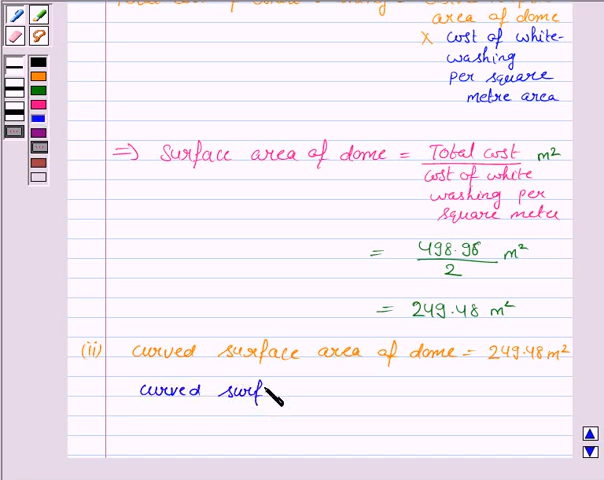 area of dome
x cost of white-
washing
per square
metre area
=> Surface area of dome = Total cost m²
cost of white
washing per
square metre
= 498.96 m²
2
= 249.48 m²
(ii) curved surface area of dome = 249.48 m²
curved surf